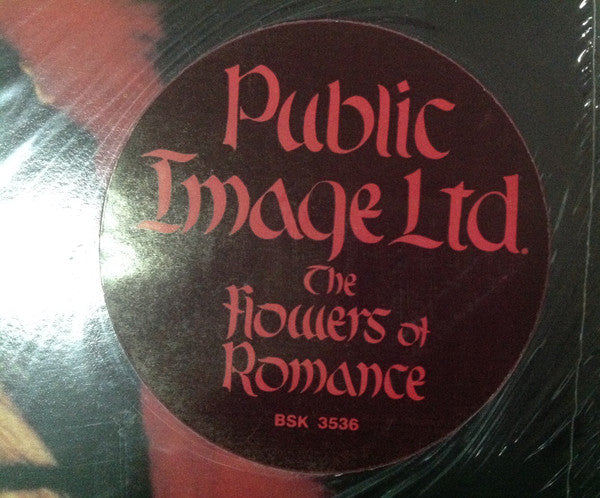 Public
Image Ltd.
The
Flowers of
Romance
BSK 3536